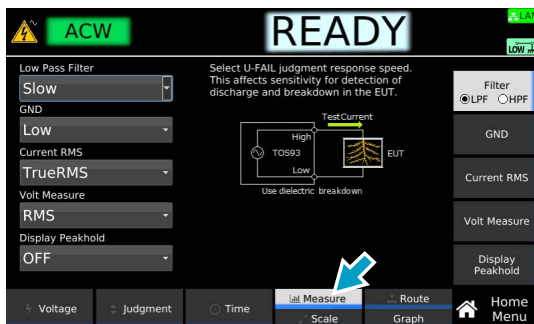 ACW
READY
LAN
LOW
Low Pass Filter
Slow
GND
Low
Current RMS
TrueRMS
Volt Measure
RMS
Display Peakhold
OFF
Select U-FAIL judgment response speed.
This affects sensitivity for detection of
discharge and breakdown in the EUT.
TestCurrent
High
TOS93
EUT
Low
Use dielectric breakdown
Filter
LPF HPF
GND
Current RMS
Volt Measure
Display
Peakhold
Voltage
Judgment
Time
Measure
Scale
Route
Graph
Home
Menu